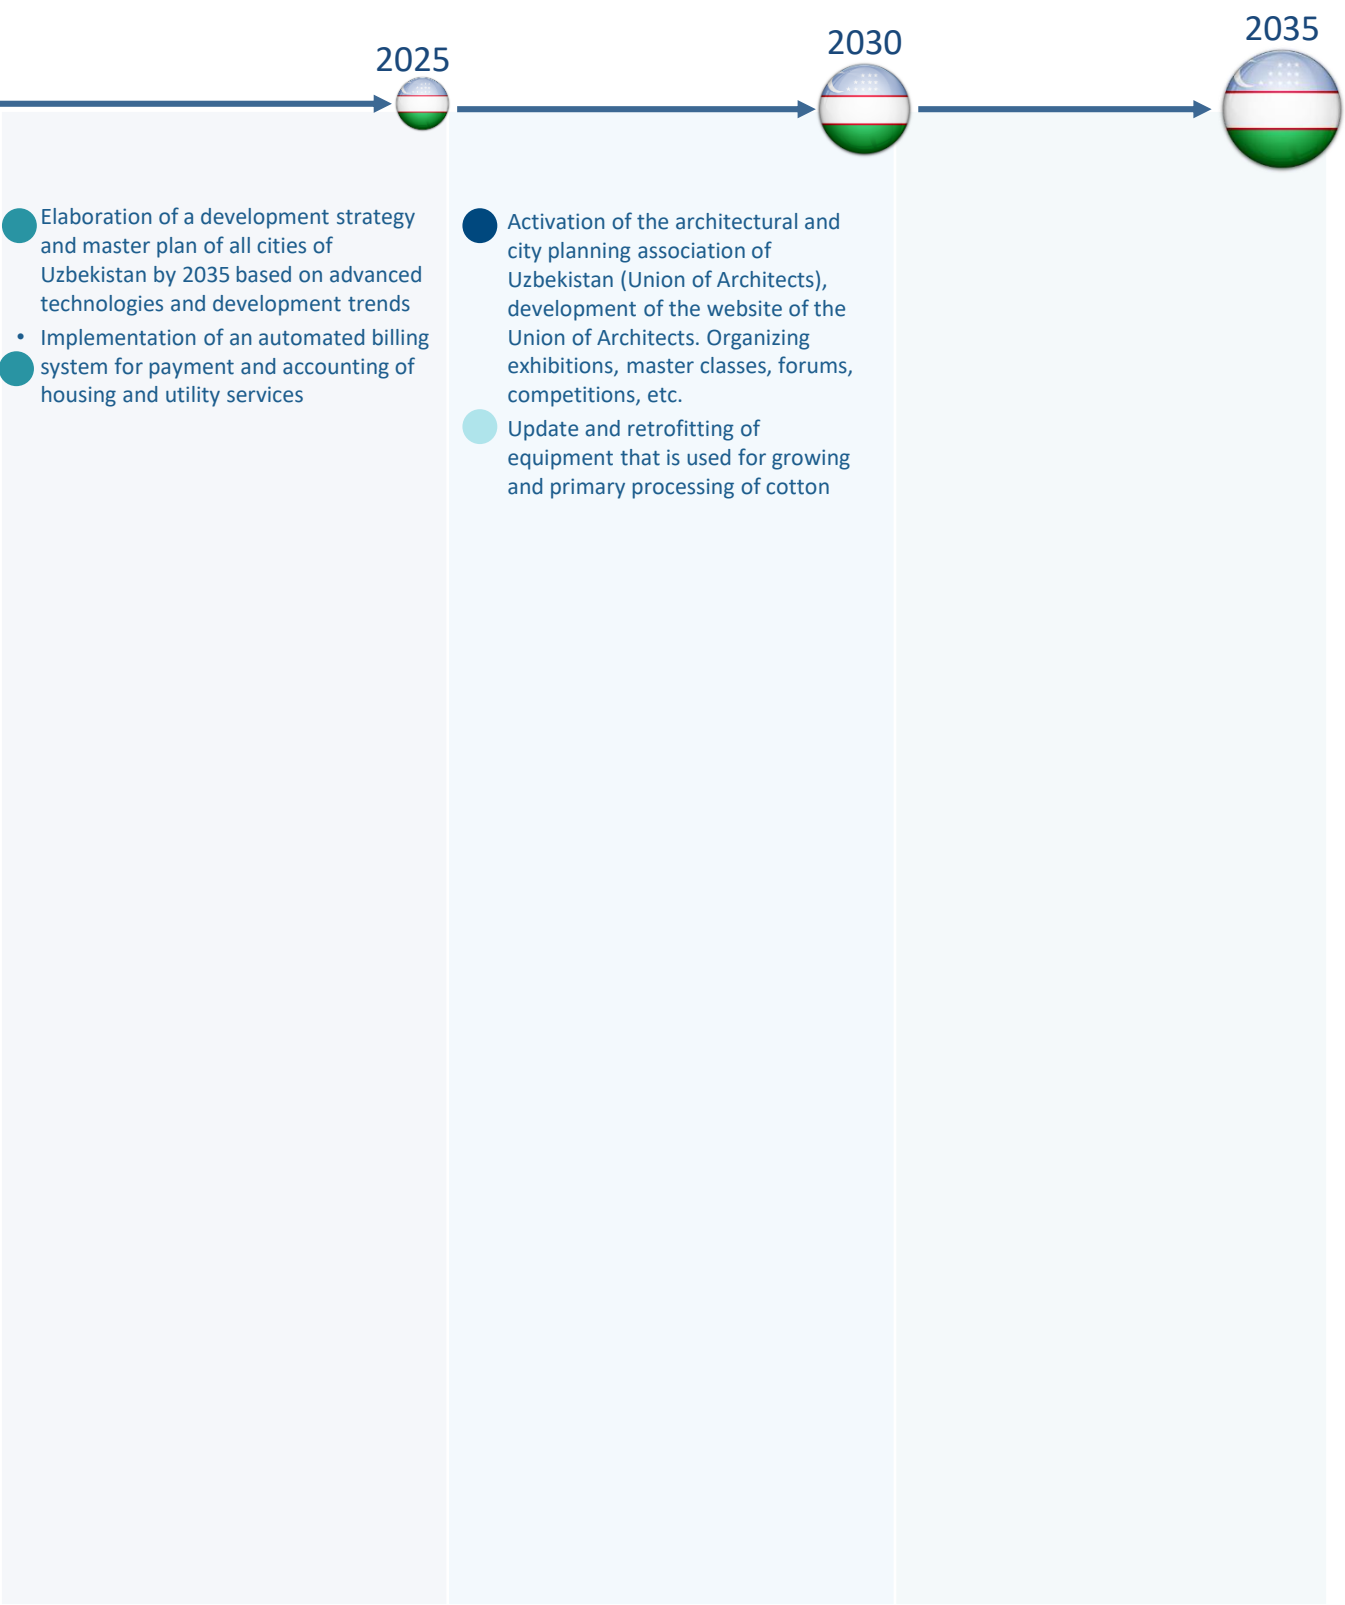 2025
2030
2035
Elaboration of a development strategy
and master plan of all cities of
Uzbekistan by 2035 based on advanced
technologies and development trends
• Implementation of an automated billing
system for payment and accounting of
housing and utility services
Activation of the architectural and
city planning association of
Uzbekistan (Union of Architects),
development of the website of the
Union of Architects. Organizing
exhibitions, master classes, forums,
competitions, etc.
Update and retrofitting of
equipment that is used for growing
and primary processing of cotton